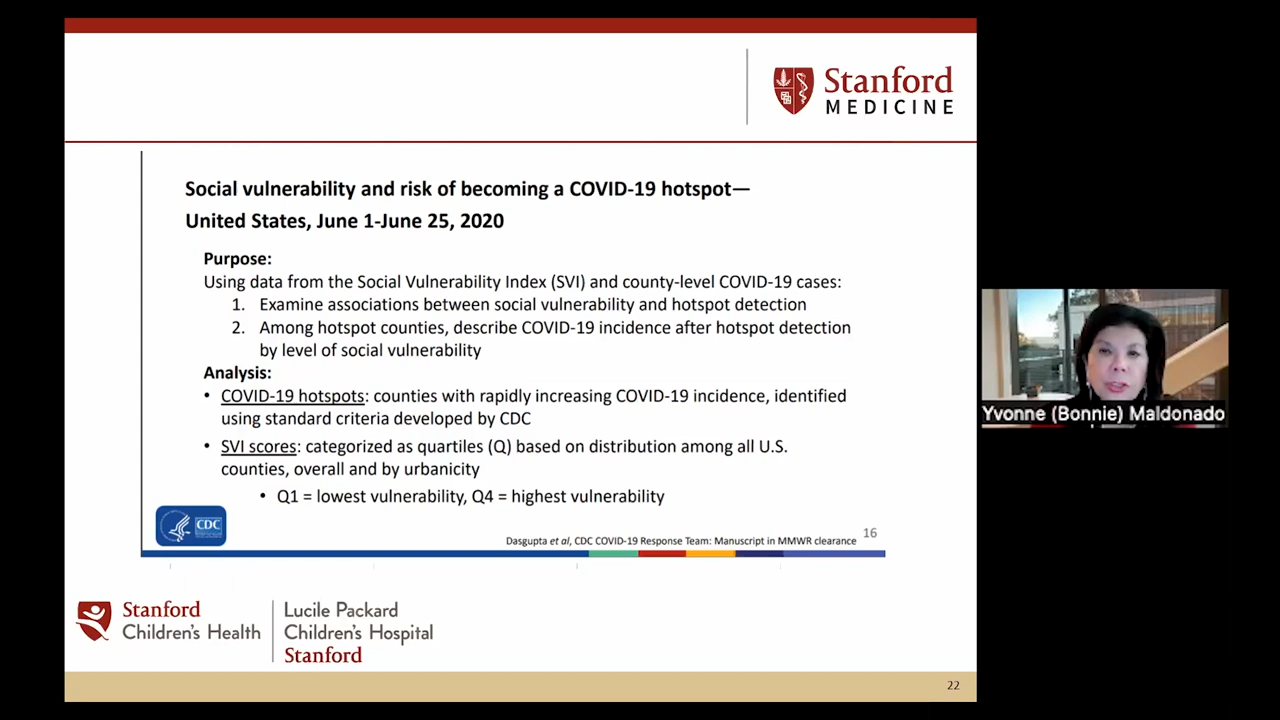 Stanford
MEDICINE
Social vulnerability and risk of becoming a COVID-19 hotspot—
United States, June 1-June 25, 2020
Purpose:
Using data from the Social Vulnerability Index (SVI) and county-level COVID-19 cases:
1. Examine associations between social vulnerability and hotspot detection
2. Among hotspot counties, describe COVID-19 incidence after hotspot detection
by level of social vulnerability
Analysis:
• COVID-19 hotspots: counties with rapidly increasing COVID-19 incidence, identified
using standard criteria developed by CDC
• SVI scores: categorized as quartiles (Q) based on distribution among all U.S.
counties, overall and by urbanicity
• Q1 = lowest vulnerability, Q4 = highest vulnerability
CDC
Dasgupta et al, CDC COVID-19 Response Team: Manuscript in MMWR clearance
16
Stanford
Children's Health
Lucile Packard
Children's Hospital
Stanford
22
Yvonne (Bonnie) Maldonado